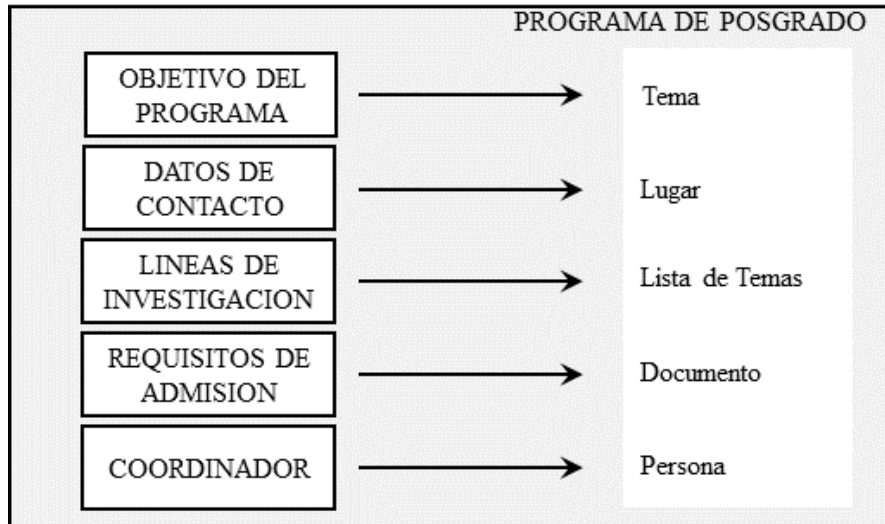 PROGRAMA DE POSGRADO
OBJETIVO DEL
PROGRAMA
Tema
DATOS DE
CONTACTO
Lugar
LINEAS DE
INVESTIGACION
Lista de Temas
REQUISITOS DE
ADMISION
Documento
COORDINADOR
Persona